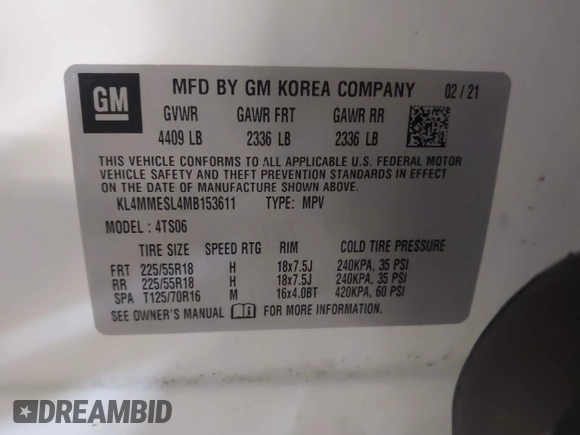 GM
MFD BY GM KOREA COMPANY 02/21
GVWR GAWR FRT GAWR RR
4409 LB 2336 LB 2336 LB
THIS VEHICLE CONFORMS TO ALL APPLICABLE U.S. FEDERAL MOTOR
VEHICLE SAFETY AND THEFT PREVENTION STANDARDS IN EFFECT
ON THE DATE OF MANUFACTURE SHOWN ABOVE.
KL4MMESL4MB153611 TYPE: MPV
MODEL: 4TS06
TIRE SIZE SPEED RTG RIM COLD TIRE PRESSURE
FRT 225/55R18 H 18x7.5J 240KPA, 35 PSI
RR 225/55R18 H 18x7.5J 240KPA, 35 PSI
SPA T125/70R16 M 16x4.0BT 420KPA, 60 PSI
SEE OWNER'S MANUAL FOR MORE INFORMATION.
DREAMBID